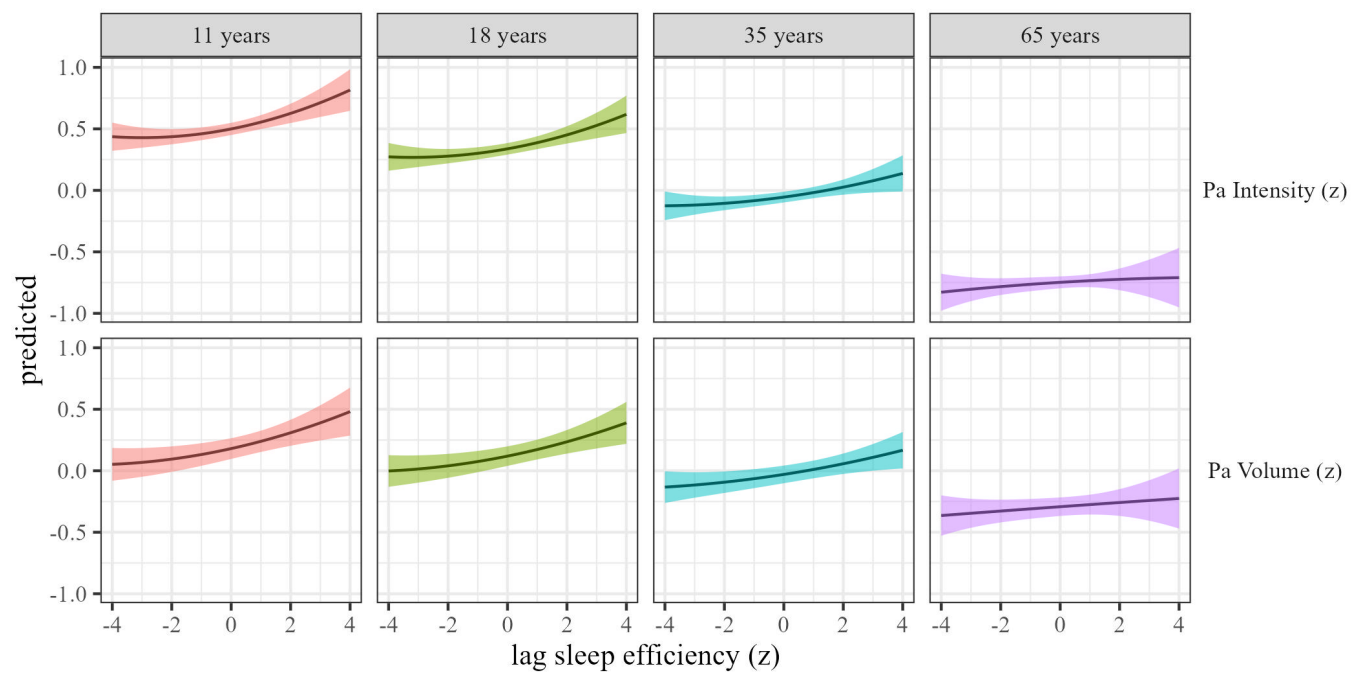 11 years
18 years
35 years
65 years
1.0
0.5
0.0
-0.5
-1.0
Pa Intensity (z)
predicted
1.0
0.5
0.0
-0.5
-1.0
Pa Volume (z)
-4 -2 0 2 4
-4 -2 0 2 4
-4 -2 0 2 4
-4 -2 0 2 4
lag sleep efficiency (z)